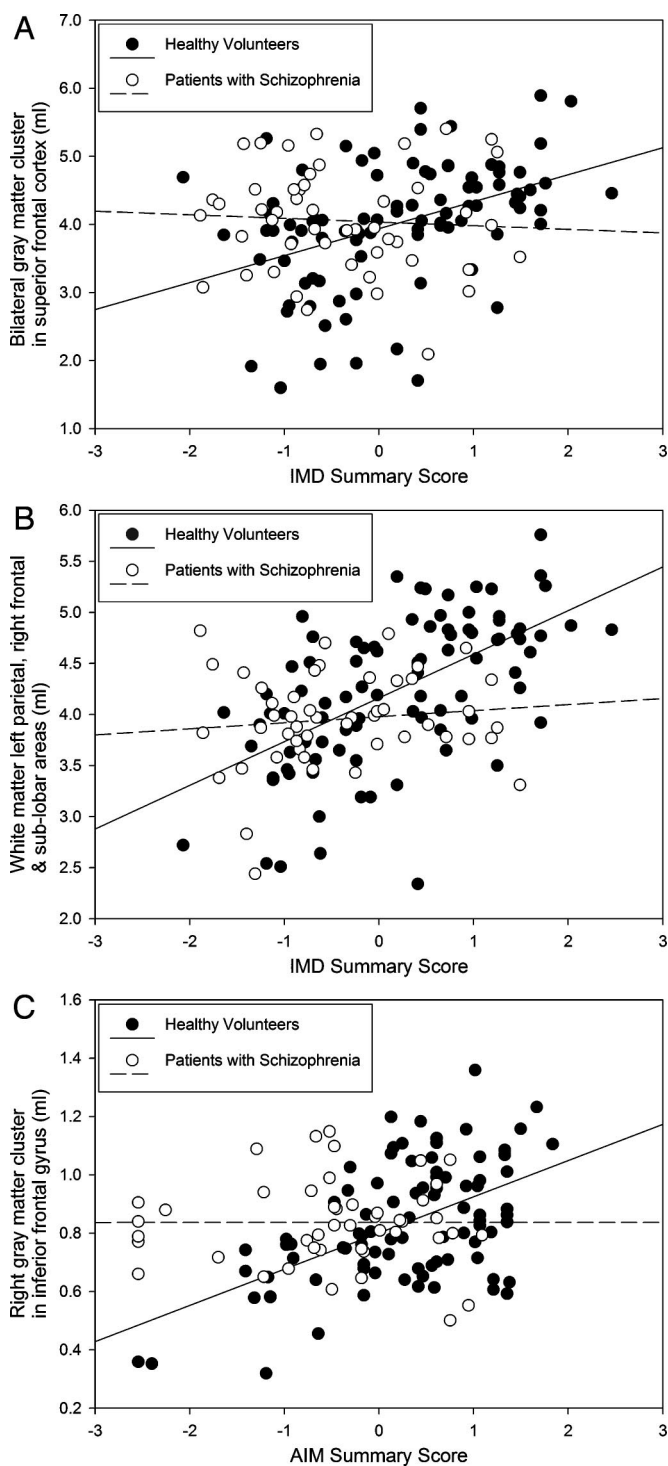 A
Healthy Volunteers
Patients with Schizophrenia
Bilateral gray matter cluster
in superior frontal cortex (ml)
7.0
6.0
5.0
4.0
3.0
2.0
1.0
-3 -2 -1 0 1 2 3
IMD Summary Score
B
Healthy Volunteers
Patients with Schizophrenia
White matter left parietal, right frontal
& sub-lobar areas (ml)
6.0
5.5
5.0
4.5
4.0
3.5
3.0
2.5
2.0
-3 -2 -1 0 1 2 3
IMD Summary Score
C
Healthy Volunteers
Patients with Schizophrenia
Right gray matter cluster
in inferior frontal gyrus (ml)
1.6
1.4
1.2
1.0
0.8
0.6
0.4
0.2
-3 -2 -1 0 1 2 3
AIM Summary Score